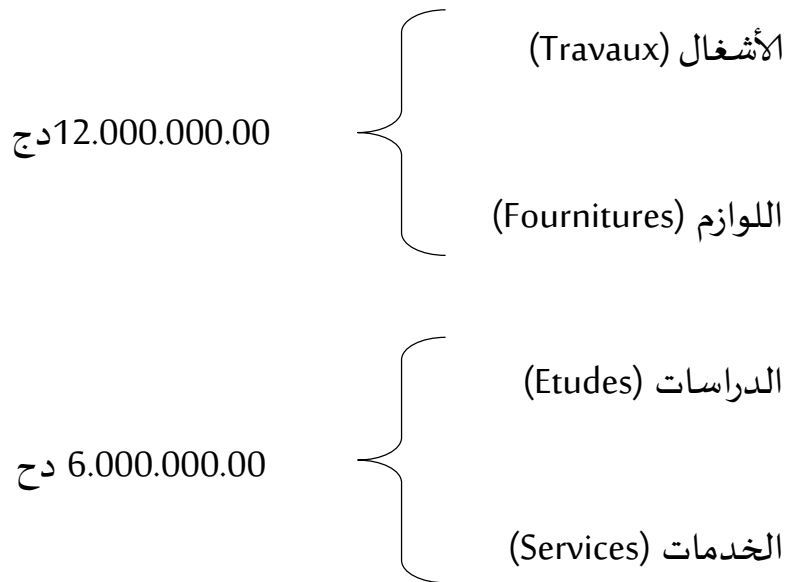 الأشغال (Travaux)
12.000.000.00دج
اللوازم (Fournitures)
الدراسات (Etudes)
6.000.000.00 دح
الخدمات (Services)